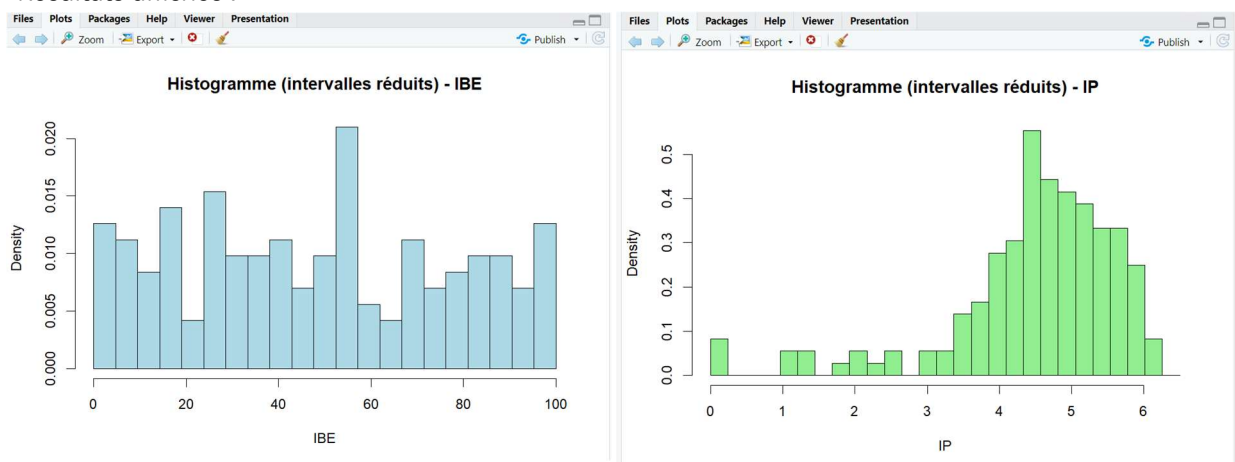 Files Plots Packages Help Viewer Presentation
Zoom Export Publish
Histogramme (intervalles réduits) - IBE
Density
0.000 0.005 0.010 0.015 0.020
0 20 40 60 80 100
IBE
Files Plots Packages Help Viewer Presentation
Zoom Export Publish
Histogramme (intervalles réduits) - IP
Density
0.0 0.1 0.2 0.3 0.4 0.5
0 1 2 3 4 5 6
IP